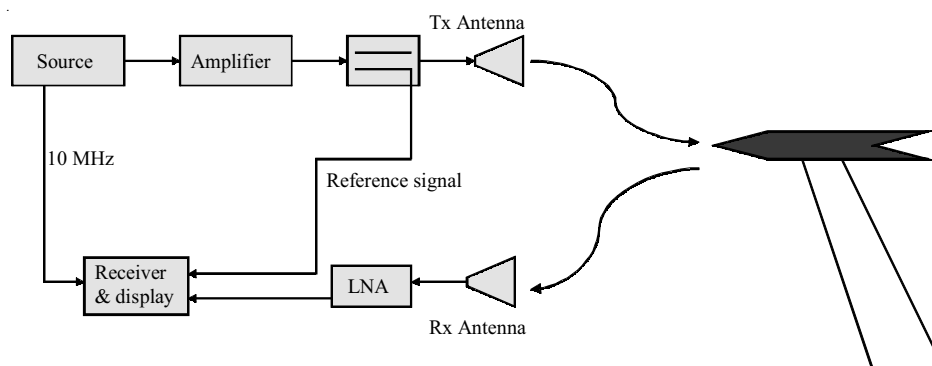 Tx Antenna
Source
Amplifier
10 MHz
Reference signal
Receiver
& display
LNA
Rx Antenna